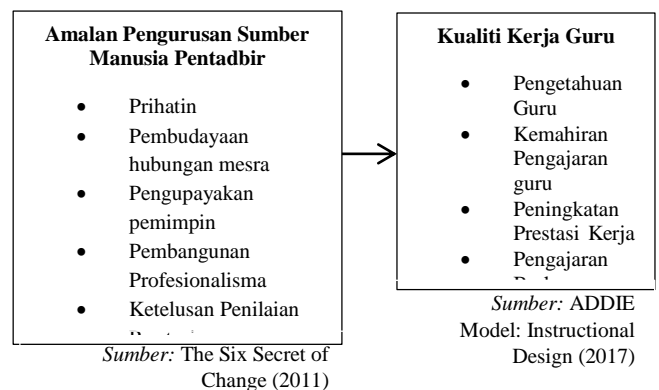 Amalan Pengurusan Sumber
Manusia Pentadbir
• Prihatin
• Pembudayaan
hubungan mesra
• Pengupayakan
pemimpin
• Pembangunan
Profesionalisma
• Ketelusan Penilaian
Sumber: The Six Secret of
Change (2011)
Kualiti Kerja Guru
• Pengetahuan
Guru
• Kemahiran
Pengajaran
guru
• Peningkatan
Prestasi Kerja
• Pengajaran
Sumber: ADDIE
Model: Instructional
Design (2017)